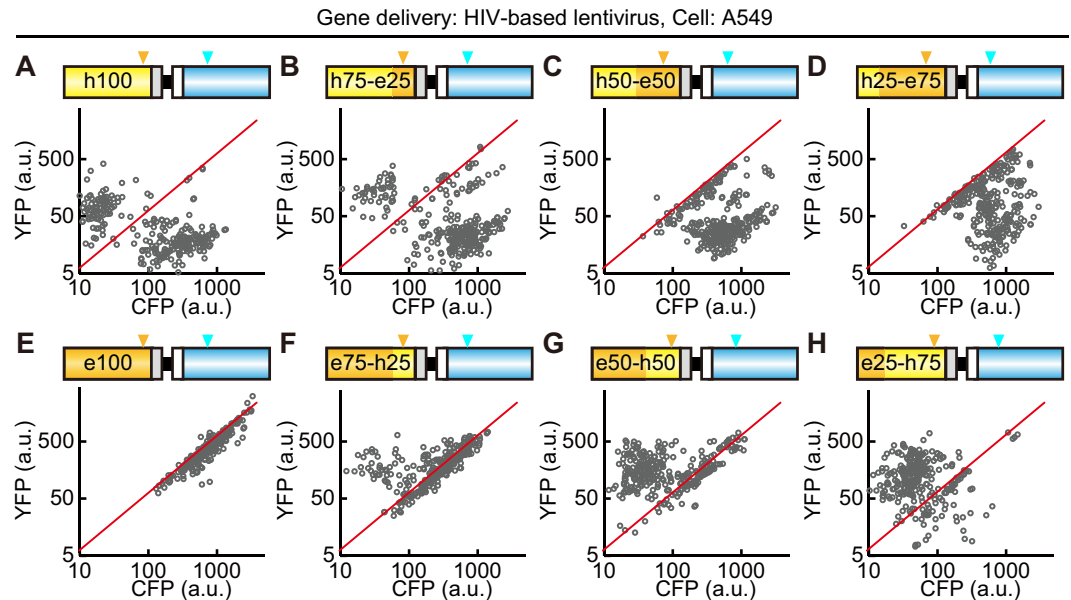 Gene delivery: HIV-based lentivirus, Cell: A549
A B C D
h100 h75-e25 h50-e50 h25-e75
YFP (a.u.) YFP (a.u.) YFP (a.u.) YFP (a.u.)
500 500 500 500
50 50 50 50
5 5 5 5
10 100 1000 10 100 1000 10 100 1000 10 100 1000
CFP (a.u.) CFP (a.u.) CFP (a.u.) CFP (a.u.)
E F G H
e100 e75-h25 e50-h50 e25-h75
YFP (a.u.) YFP (a.u.) YFP (a.u.) YFP (a.u.)
500 500 500 500
50 50 50 50
5 5 5 5
10 100 1000 10 100 1000 10 100 1000 10 100 1000
CFP (a.u.) CFP (a.u.) CFP (a.u.) CFP (a.u.)